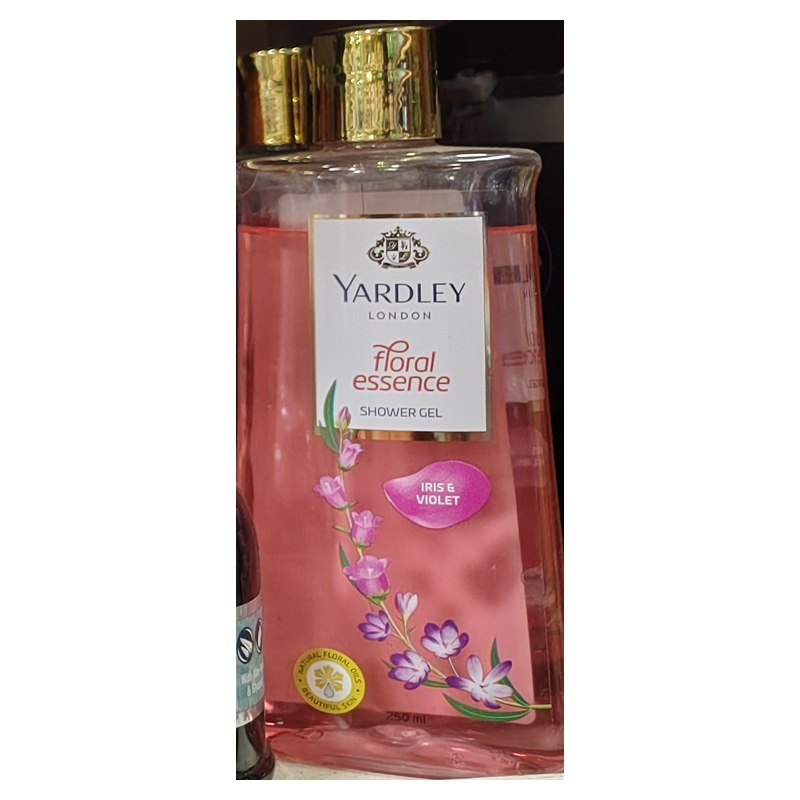 YARDLEY
LONDON
floral
essence
SHOWER GEL
IRIS &
VIOLET
NATURAL FLORAL OILS
BEAUTIFUL SKIN
250 ml